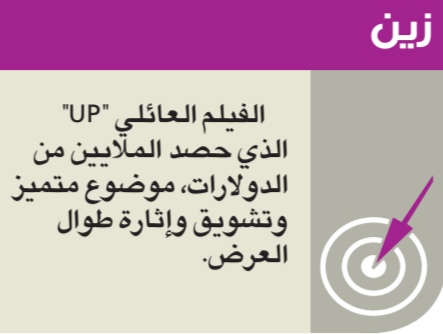 زين
الفيلم العائلي "UP"
الذي حصد الملايين من
الدولارات، موضوع متميز
وتشويق وإثارة طوال
العرض.